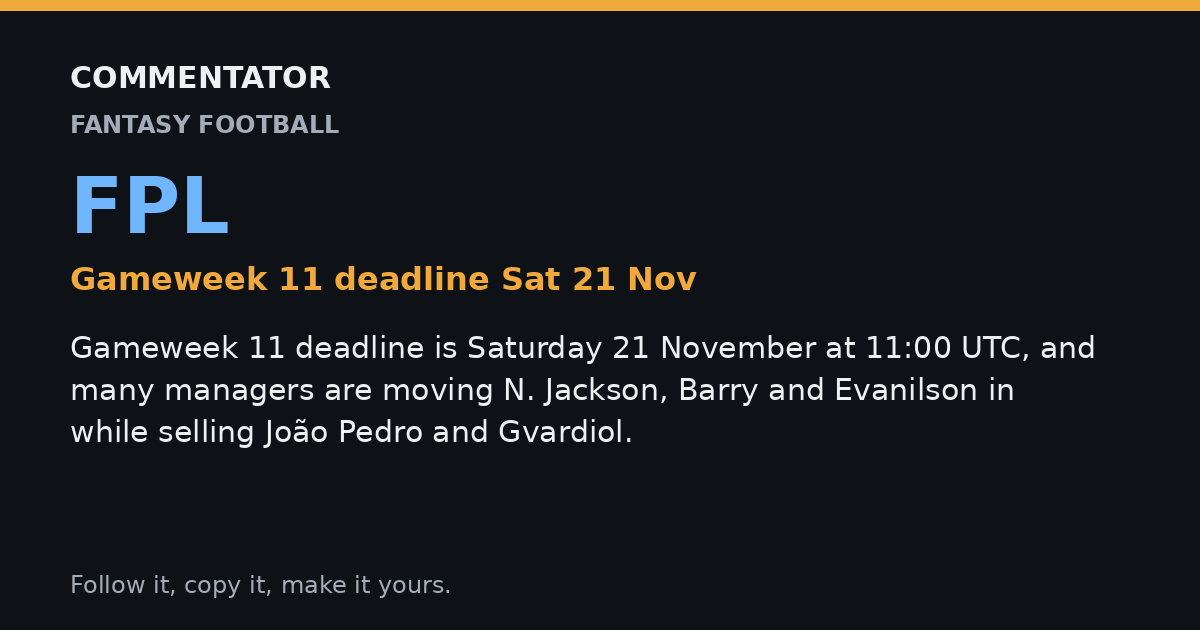 COMMENTATOR
FANTASY FOOTBALL
FPL
Gameweek 11 deadline Sat 21 Nov
Gameweek 11 deadline is Saturday 21 November at 11:00 UTC, and
many managers are moving N. Jackson, Barry and Evanilson in
while selling João Pedro and Gvardiol.
Follow it, copy it, make it yours.